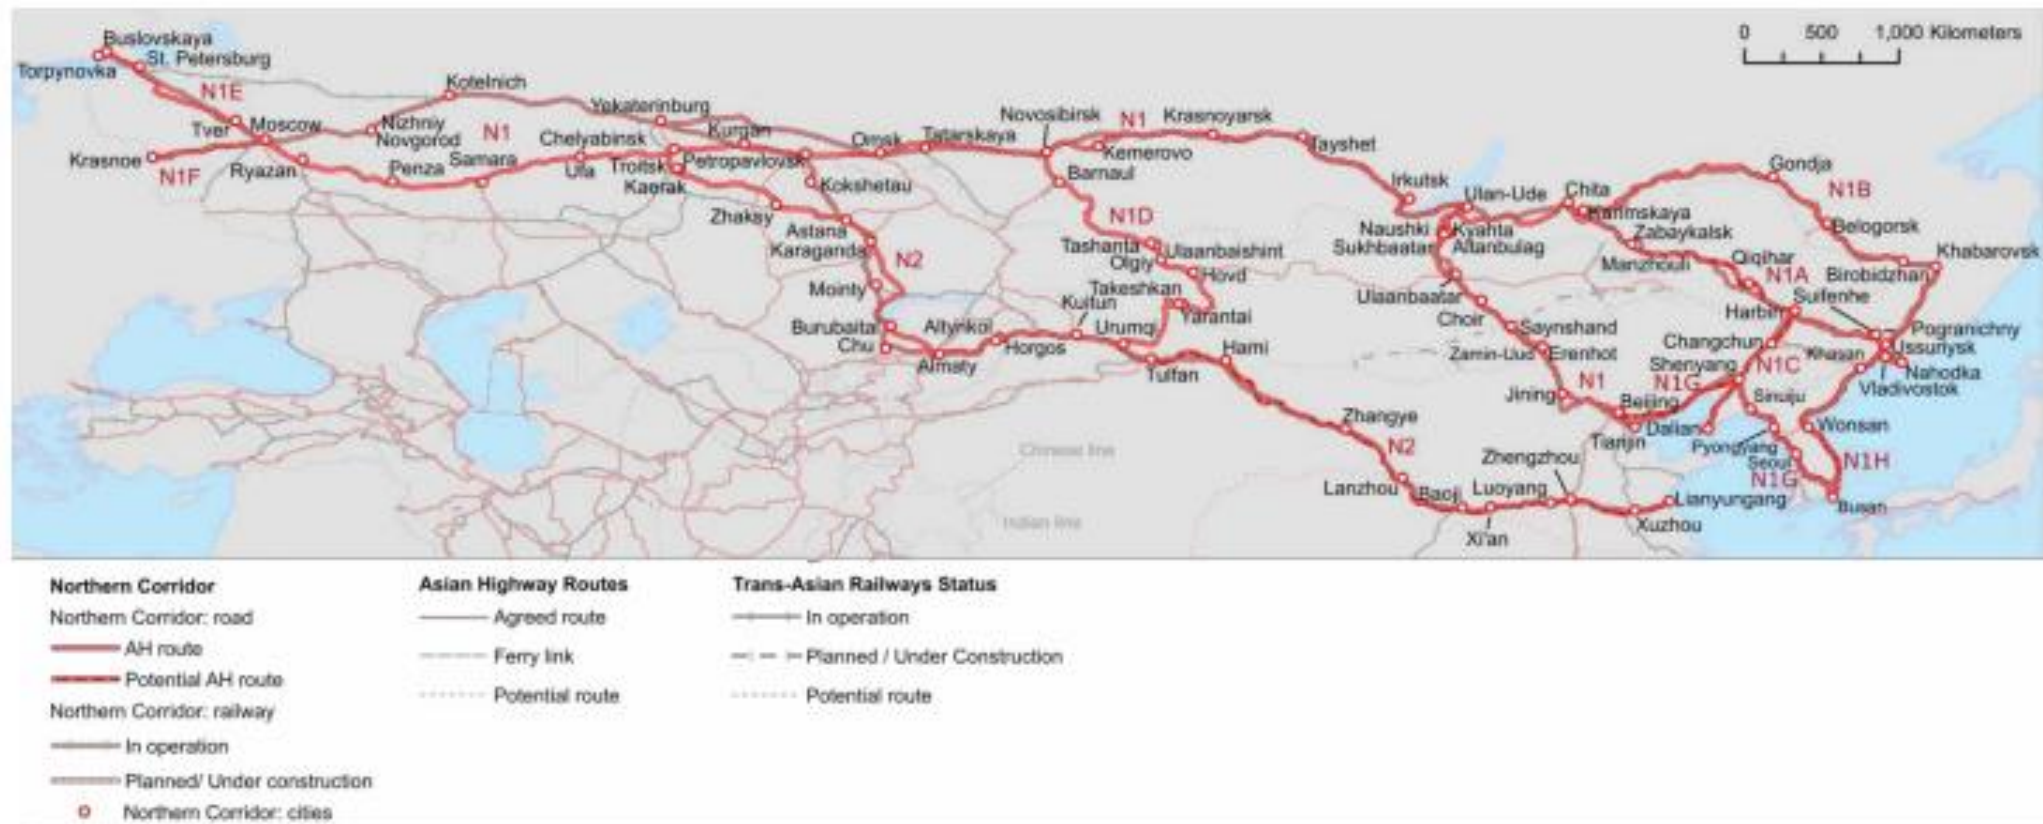 0 500 1,000 Kilometers
Buslovskaya
St. Petersburg
Torpynovka
N1E
Kotelnich
Yekaterinburg
Tver
Moscow
Nizhniy
Novgorod
N1
Chelyabinsk
Kurgan
Omsk
Tatarskaya
Novosibirsk
N1
Krasnoyarsk
Krasnoe
N1F
Ryazan
Penza
Samara
Ufa
Troitsk
Petropavlovsk
Kemerovo
Tayshet
Kaerak
Kokshetau
Barnaul
Irkutsk
Ulan-Ude
Chita
Gondja
N1B
Zhaksy
Astana
Karaganda
N2
N1D
Tashanta
Ulaanbaishint
Olgiy
Hovd
Naushki
Kyahta
Sukhbaatar
Altanbulag
Karimskaya
Zabaykalsk
Manzhouli
Qiqihar
N1A
Belogorsk
Khabarovsk
Birobidzhan
Mointy
Takeshkan
Yarantai
Ulaanbaatar
Suifenhe
Harbin
Burubaital
Chu
Altynkol
Kuitun
Urumqi
Horgos
Almaty
Turfan
Hami
Choir
Saynshand
Zamin-Uud
Erenhot
Changchun
Khasan
Pogranichny
Ussuriysk
Nahodka
Vladivostok
Shenyang
N1C
Jining
N1
N1G
Beijing
Sinuiju
Dalian
Tianjin
Pyongyang
Wonsan
Seoul
N1G
N1H
Busan
Zhangye
N2
Chinese line
Indian line
Zhengzhou
Lanzhou
Baoji
Luoyang
Lianyungang
Xi'an
Xuzhou
Northern Corridor
Northern Corridor: road
AH route
Potential AH route
Northern Corridor: railway
In operation
Planned/ Under construction
Northern Corridor: cities
Asian Highway Routes
Agreed route
Ferry link
Potential route
Trans-Asian Railways Status
In operation
Planned / Under Construction
Potential route